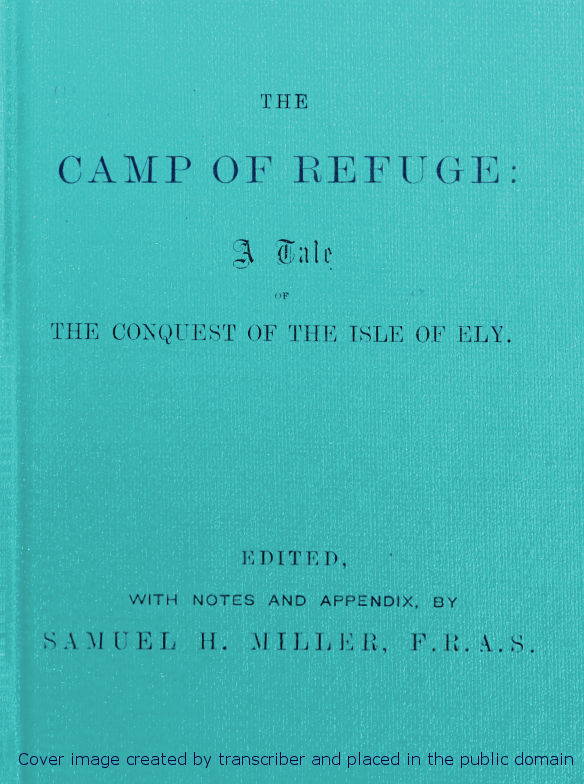 THE
CAMP OF REFUGE:
A Tale
OF
THE CONQUEST OF THE ISLE OF ELY.
EDITED,
WITH NOTES AND APPENDIX, BY
SAMUEL H. MILLER, F.R.A.S.
Cover image created by transcriber and placed in the public domain